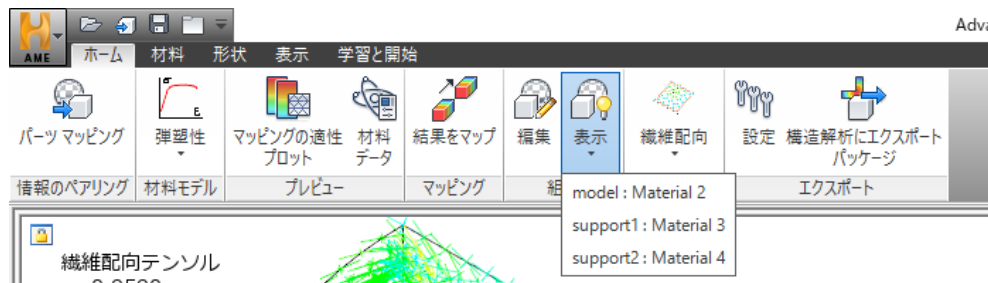 Adva
AME
ホーム 材料 形状 表示 学習と開始
σ
E
パーツ マッピング 弾塑性 マッピングの適性 材料 結果をマップ 編集 表示 繊維配向 設定 構造解析にエクスポート
プロット データ パッケージ
情報のペアリング 材料モデル プレビュー マッピング 組 エクスポート
model : Material 2
support1 : Material 3
support2 : Material 4
繊維配向テンソル